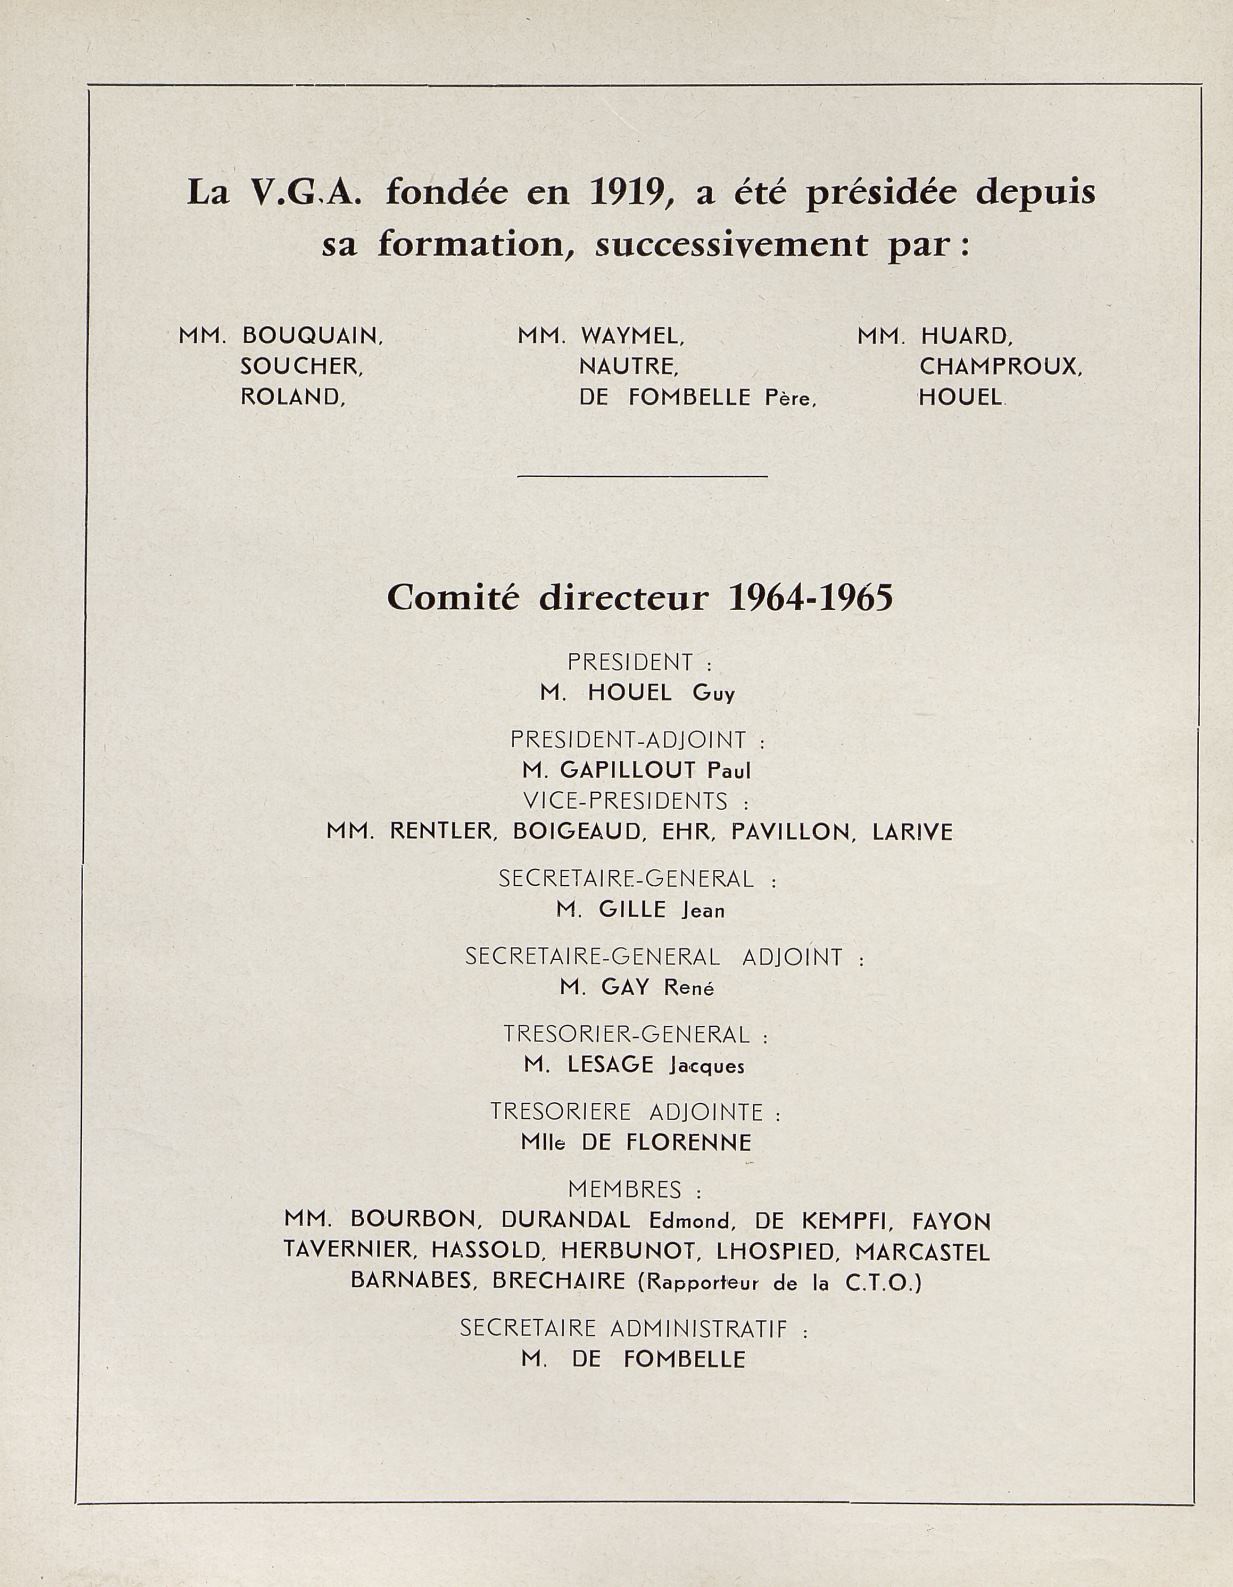 La V.G.A. fondée en 1919, a été présidée depuis
sa formation, successivement par :
MM. BOUQUAIN,
SOUCHER,
ROLAND,
MM. WAYMEL,
NAUTRE,
DE FOMBELLE Père,
MM. HUARD,
CHAMPROUX,
HOUEL.
Comité directeur 1964-1965
PRESIDENT :
M. HOUEL Guy
PRESIDENT-ADJOINT :
M. GAPILLOUT Paul
VICE-PRESIDENTS :
MM. RENTLER, BOIGEAUD, EHR, PAVILLON, LARIVE
SECRETAIRE-GENERAL :
M. GILLE Jean
SECRETAIRE-GENERAL ADJOINT :
M. GAY René
TRESORIER-GENERAL :
M. LESAGE Jacques
TRESORIERE ADJOINTE :
Mlle DE FLORENNE
MEMBRES :
MM. BOURBON, DURANDAL Edmond, DE KEMPFI, FAYON
TAVERNIER, HASSOLD, HERBUNOT, LHOSPIED, MARCASTEL
BARNABES, BRECHAIRE (Rapporteur de la C.T.O.)
SECRETAIRE ADMINISTRATIF :
M. DE FOMBELLE